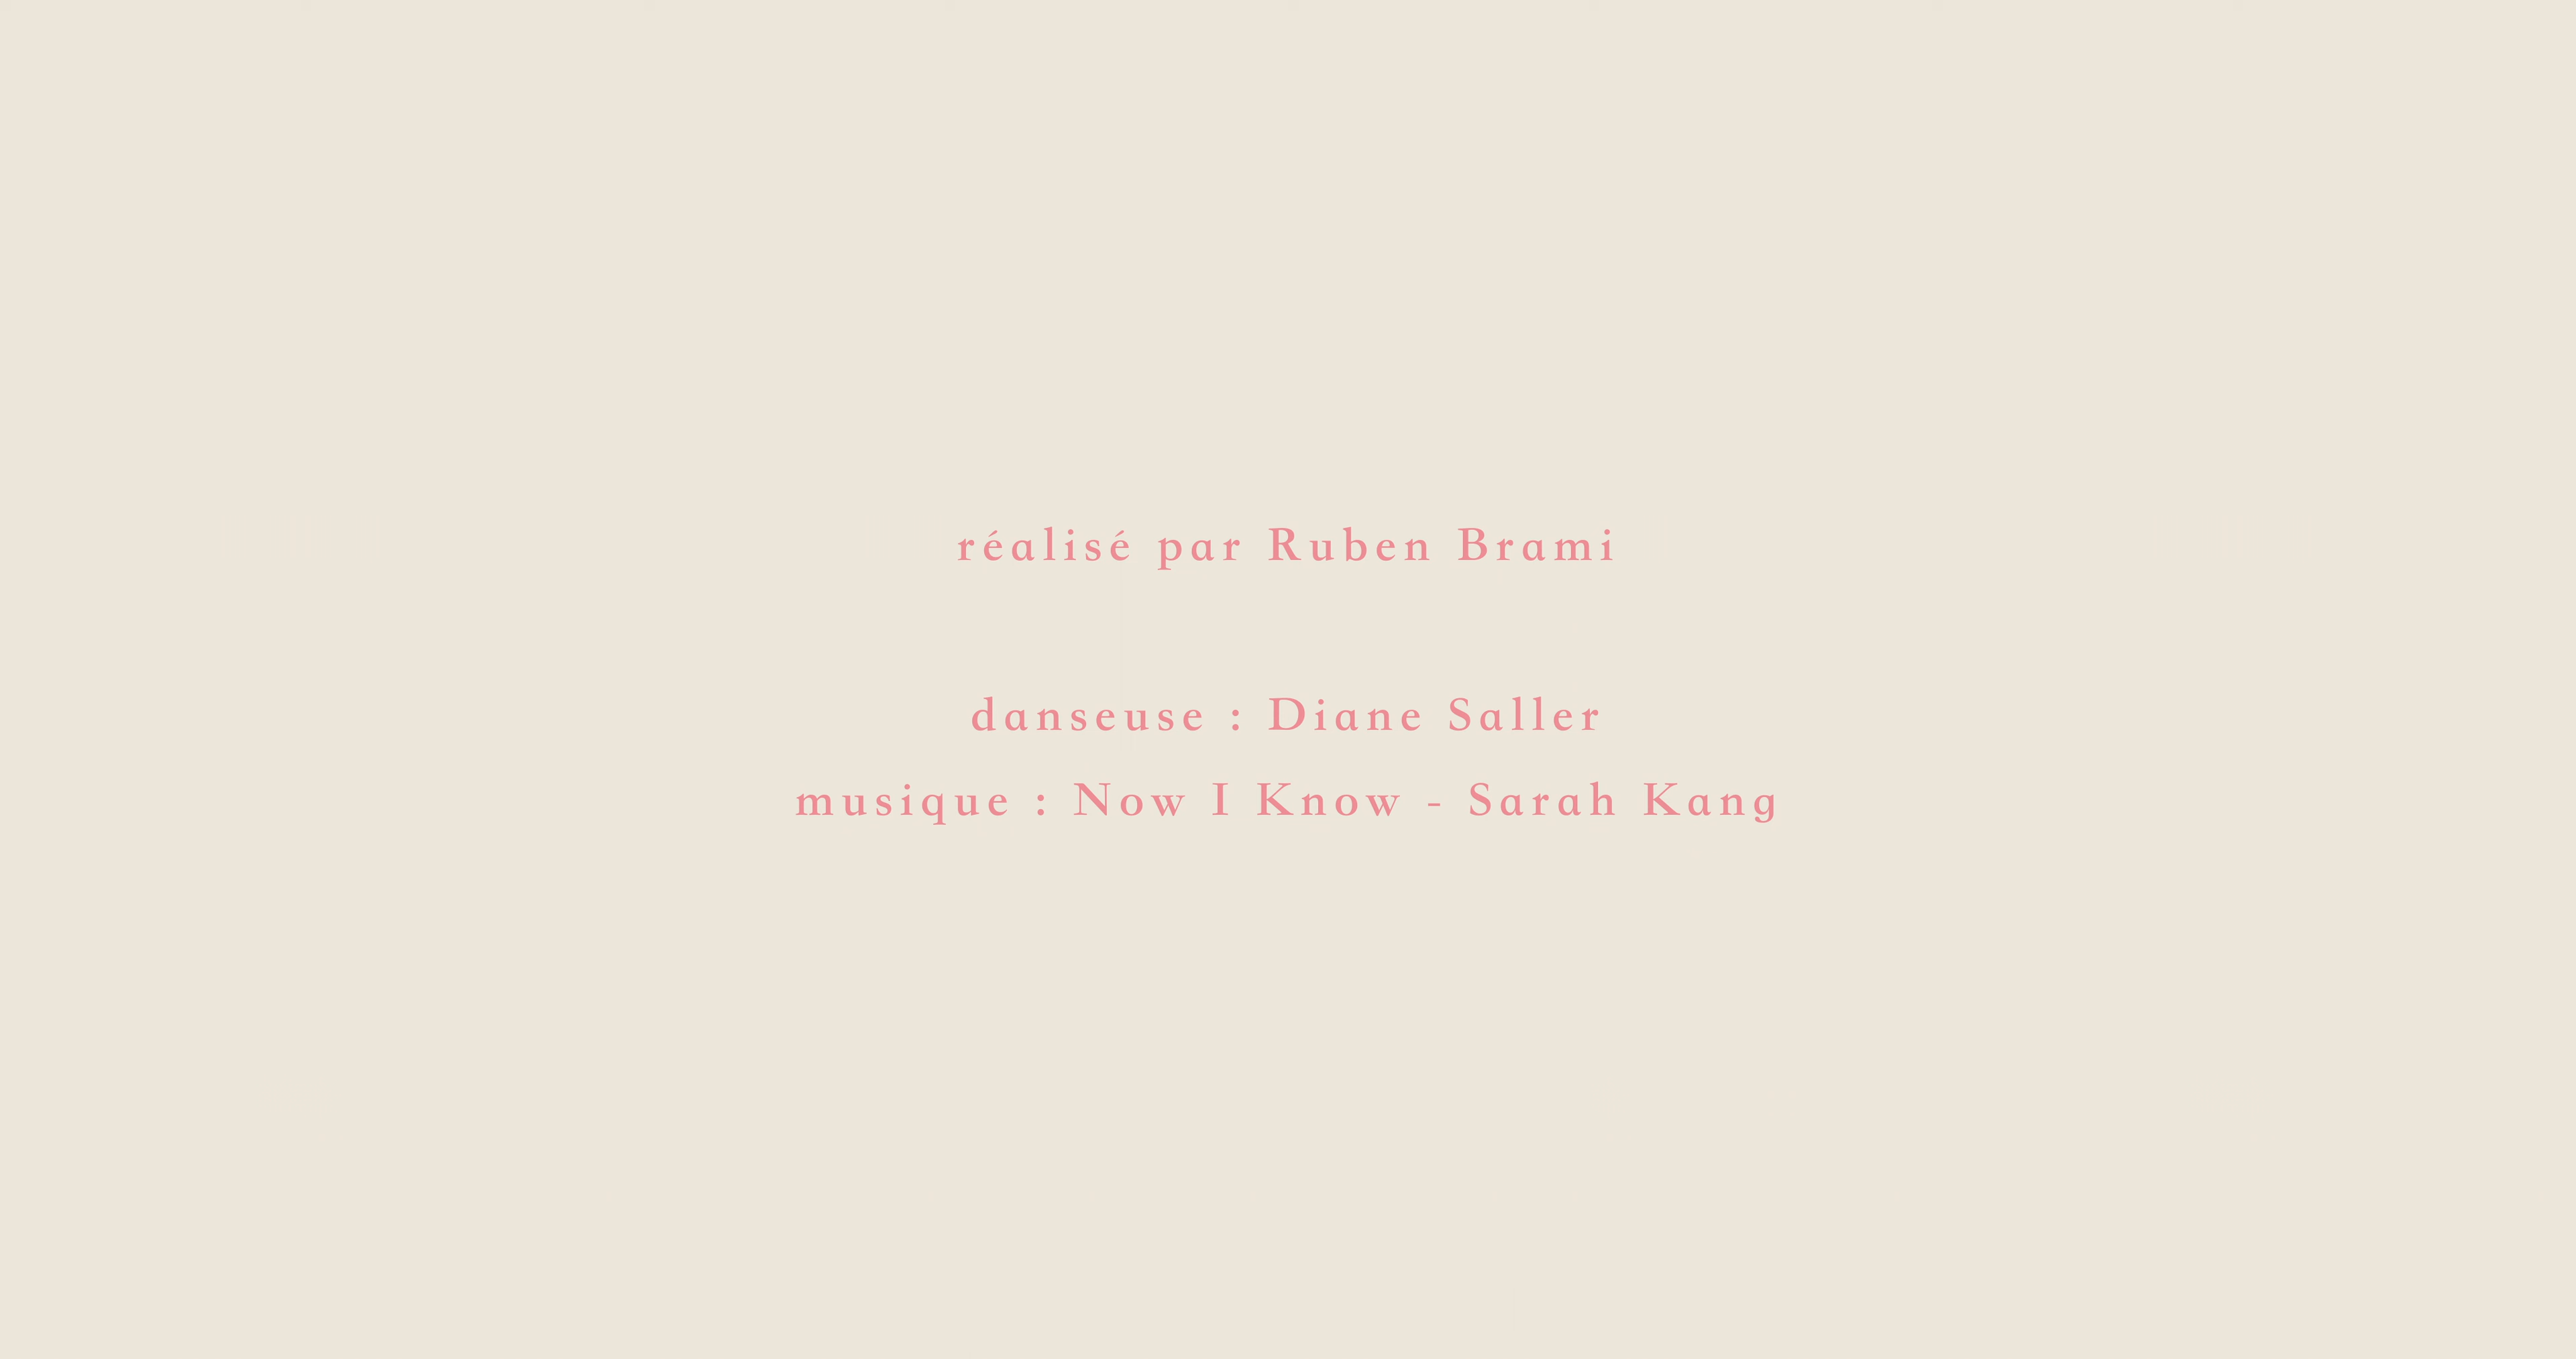 réalisé par Ruben Brami
danseuse : Diane Saller
musique : Now I Know - Sarah Kang